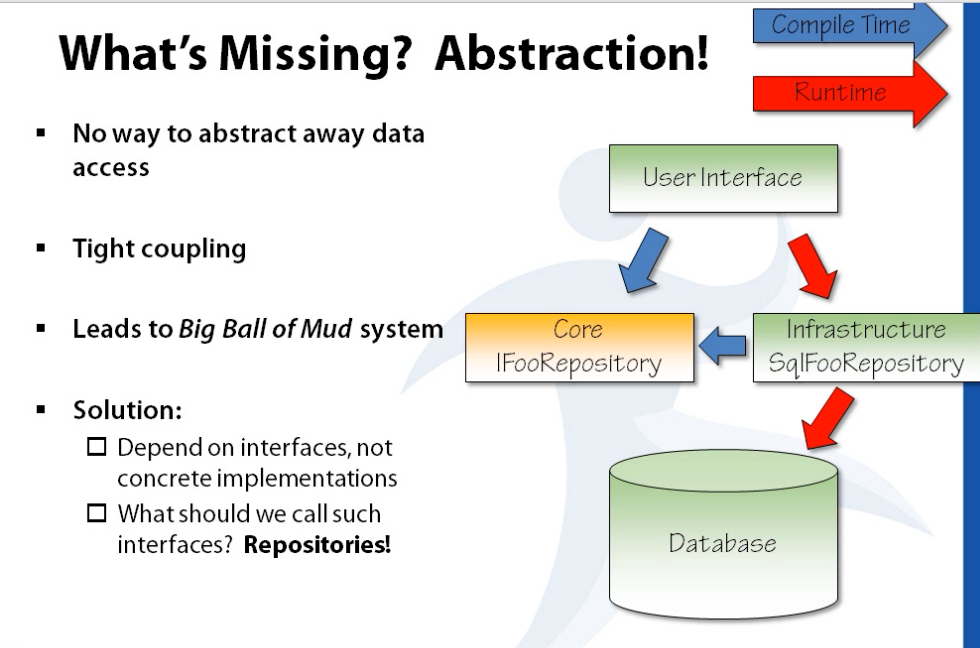 What's Missing?  Abstraction!
Compile Time
Runtime
▪ No way to abstract away data
access
▪ Tight coupling
▪ Leads to Big Ball of Mud system
▪ Solution:
☐ Depend on interfaces, not
concrete implementations
☐ What should we call such
interfaces?  Repositories!
User Interface
Core
IFooRepository
Infrastructure
SqlFooRepository
Database